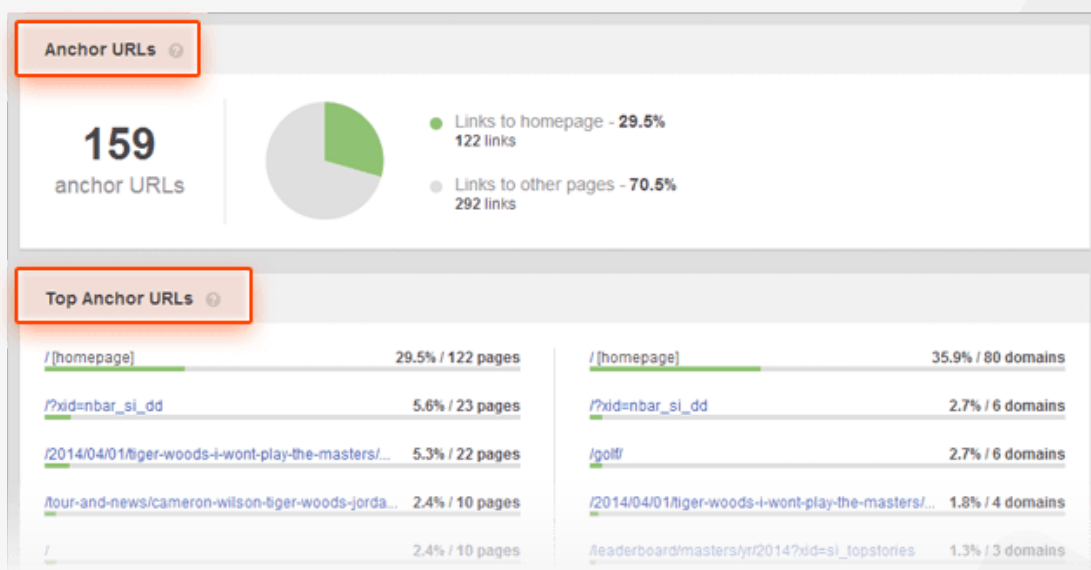 Anchor URLs ?
159
anchor URLs
Links to homepage - 29.5%
122 links
Links to other pages - 70.5%
292 links
Top Anchor URLs ?
/ [homepage] 29.5% / 122 pages
/?xid=nbar_si_dd 5.6% / 23 pages
/2014/04/01/tiger-woods-i-wont-play-the-masters/... 5.3% / 22 pages
/tour-and-news/cameron-wilson-tiger-woods-jorda... 2.4% / 10 pages
/ 2.4% / 10 pages
/ [homepage] 35.9% / 80 domains
/?xid=nbar_si_dd 2.7% / 6 domains
/golf/ 2.7% / 6 domains
/2014/04/01/tiger-woods-i-wont-play-the-masters/... 1.8% / 4 domains
/leaderboard/masters/yr/2014?xid=si_topstories 1.3% / 3 domains